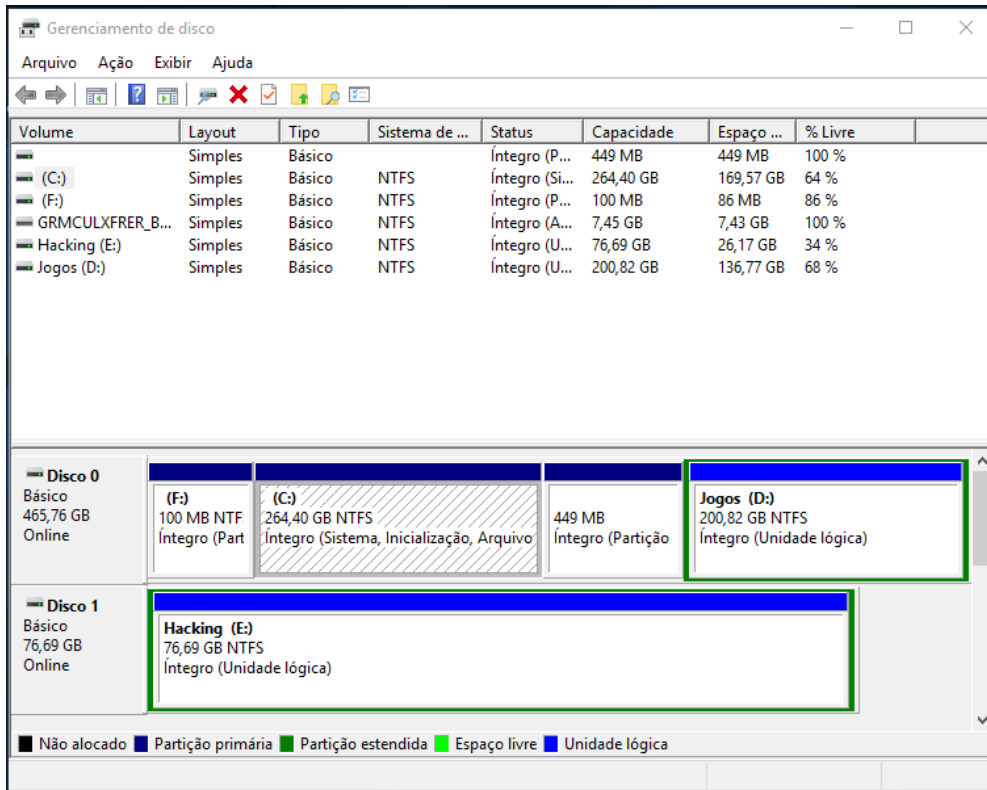 Gerenciamento de disco
Arquivo Ação Exibir Ajuda
Volume Layout Tipo Sistema de ... Status Capacidade Espaço ... % Livre
Simples Básico Íntegro (P... 449 MB 449 MB 100 %
(C:) Simples Básico NTFS Íntegro (Si... 264,40 GB 169,57 GB 64 %
(F:) Simples Básico NTFS Íntegro (P... 100 MB 86 MB 86 %
GRMCULXFRER_B... Simples Básico NTFS Íntegro (A... 7,45 GB 7,43 GB 100 %
Hacking (E:) Simples Básico NTFS Íntegro (U... 76,69 GB 26,17 GB 34 %
Jogos (D:) Simples Básico NTFS Íntegro (U... 200,82 GB 136,77 GB 68 %
Disco 0
Básico
465,76 GB
Online
(F:)
100 MB NTF
Íntegro (Part
(C:)
264,40 GB NTFS
Íntegro (Sistema, Inicialização, Arquivo
449 MB
Íntegro (Partição
Jogos (D:)
200,82 GB NTFS
Íntegro (Unidade lógica)
Disco 1
Básico
76,69 GB
Online
Hacking (E:)
76,69 GB NTFS
Íntegro (Unidade lógica)
Não alocado Partição primária Partição estendida Espaço livre Unidade lógica